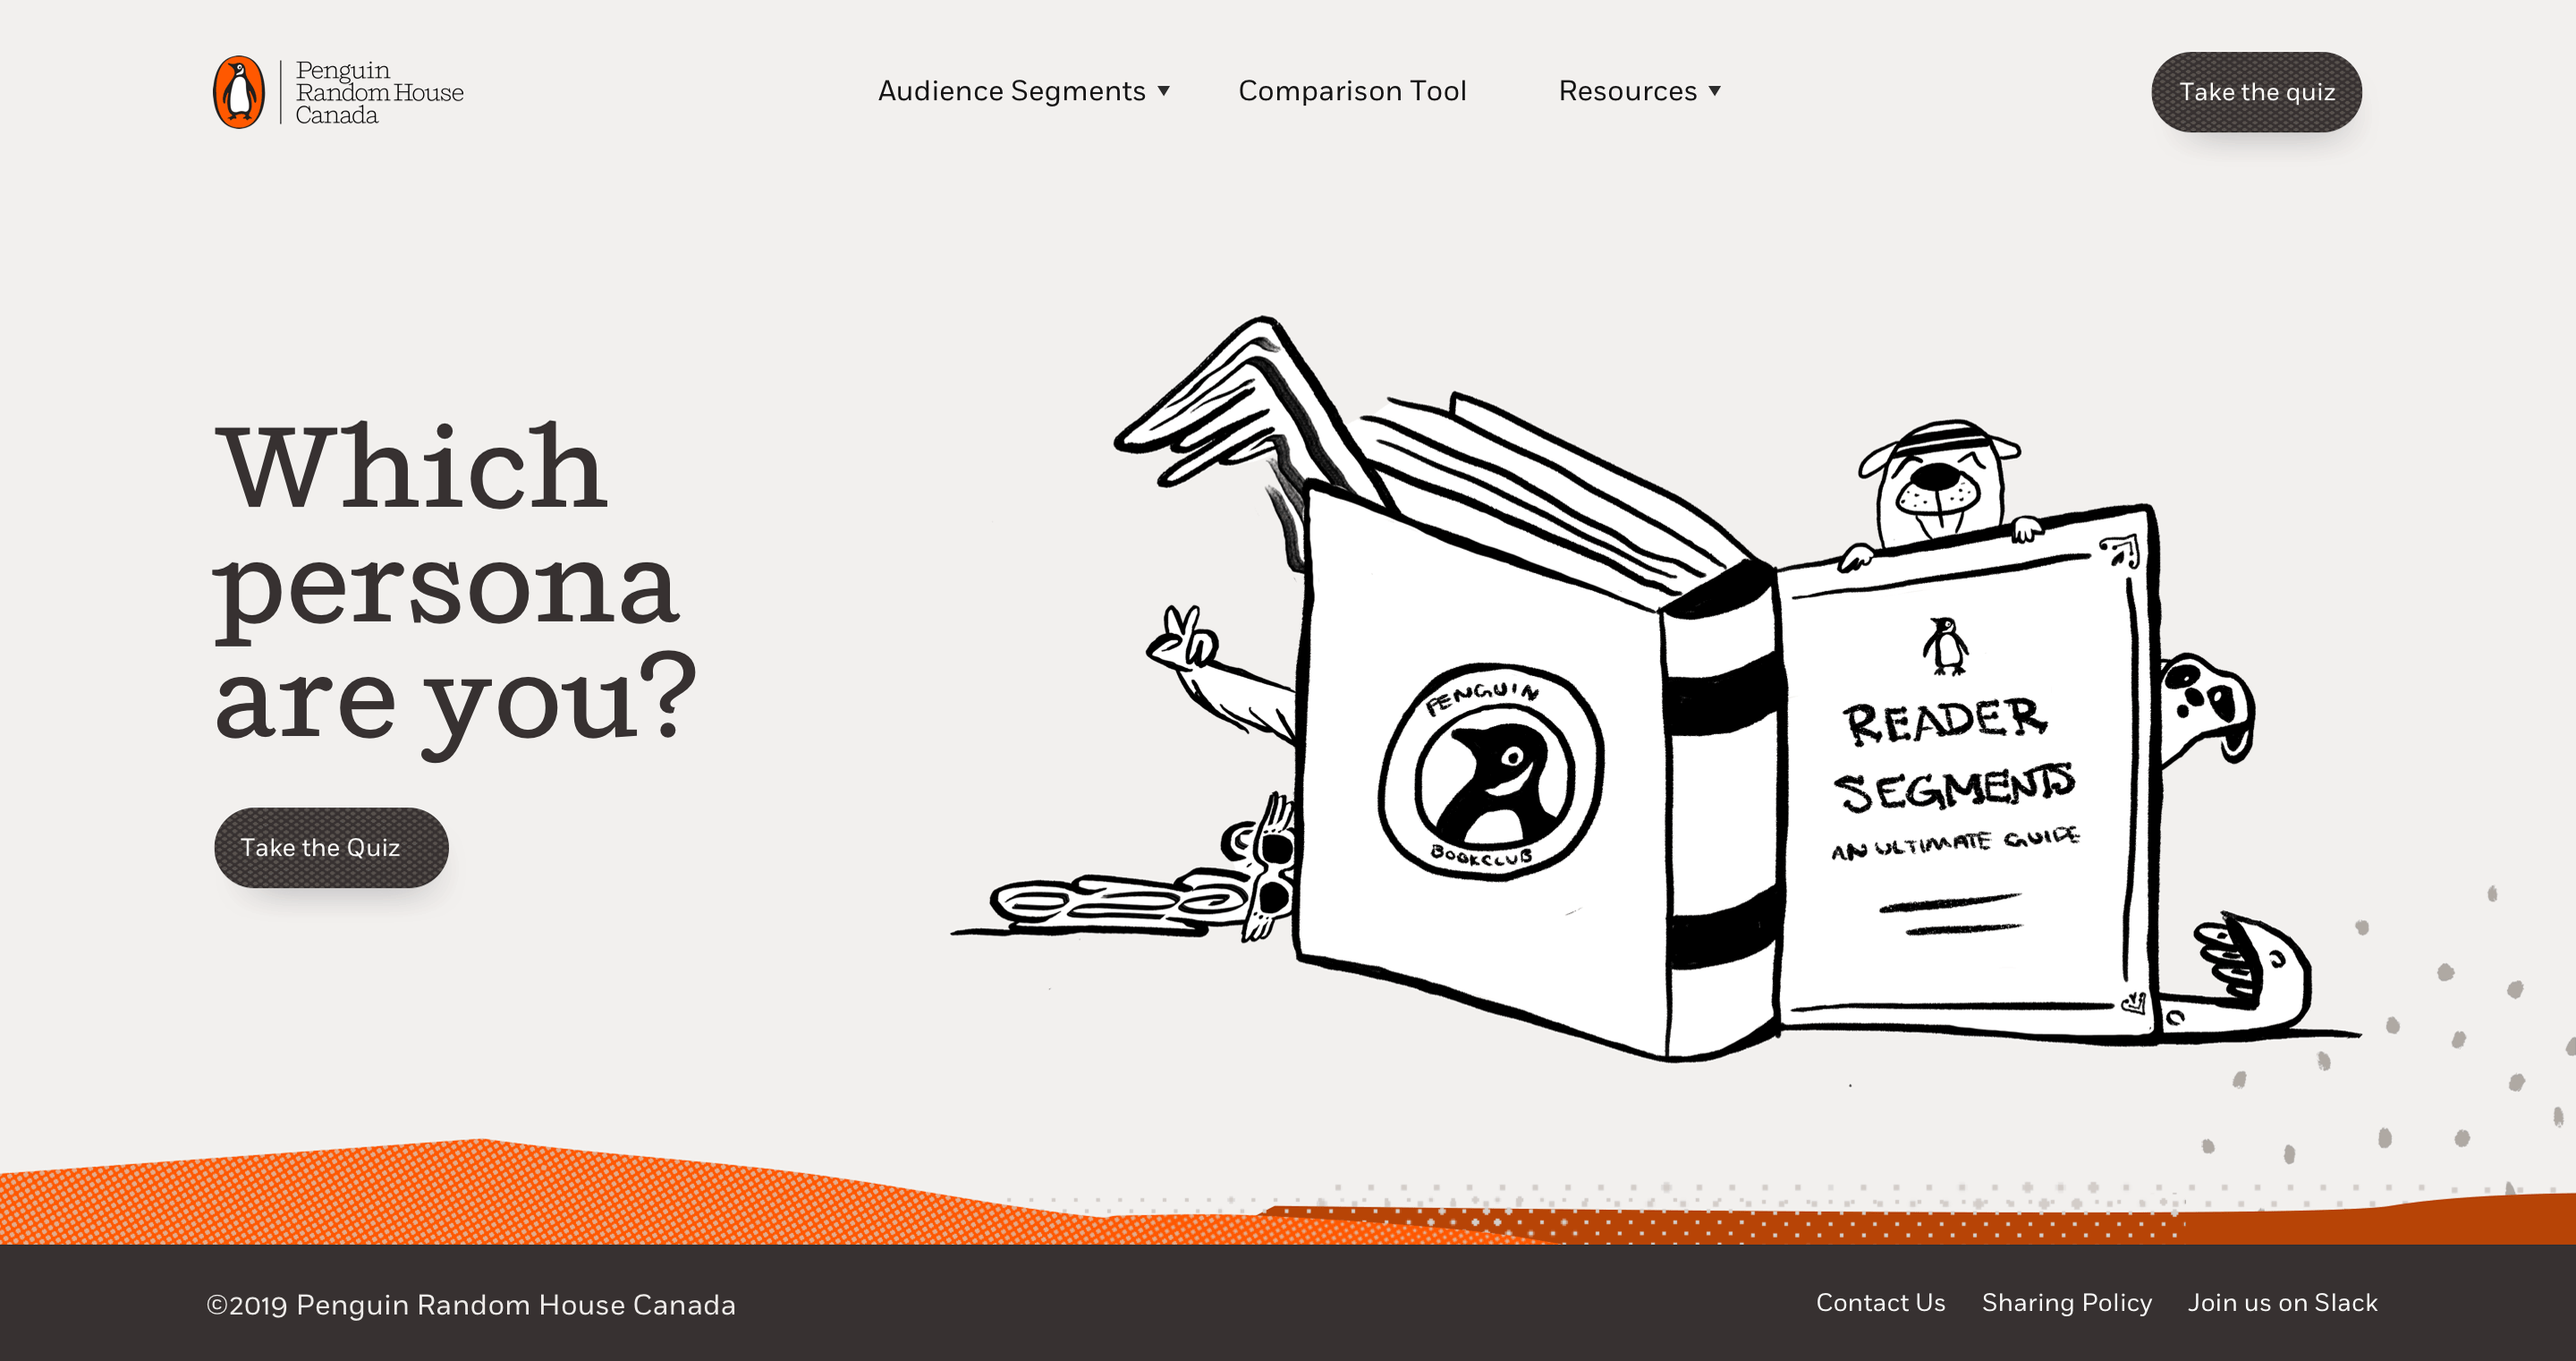 Penguin
Random House
Canada
Audience Segments
Comparison Tool
Resources
Take the quiz
Which
persona
are you?
Take the Quiz
PENGUIN
BOOKCLUB
READER
SEGMENTS
AN ULTIMATE GUIDE
©2019 Penguin Random House Canada
Contact Us
Sharing Policy
Join us on Slack